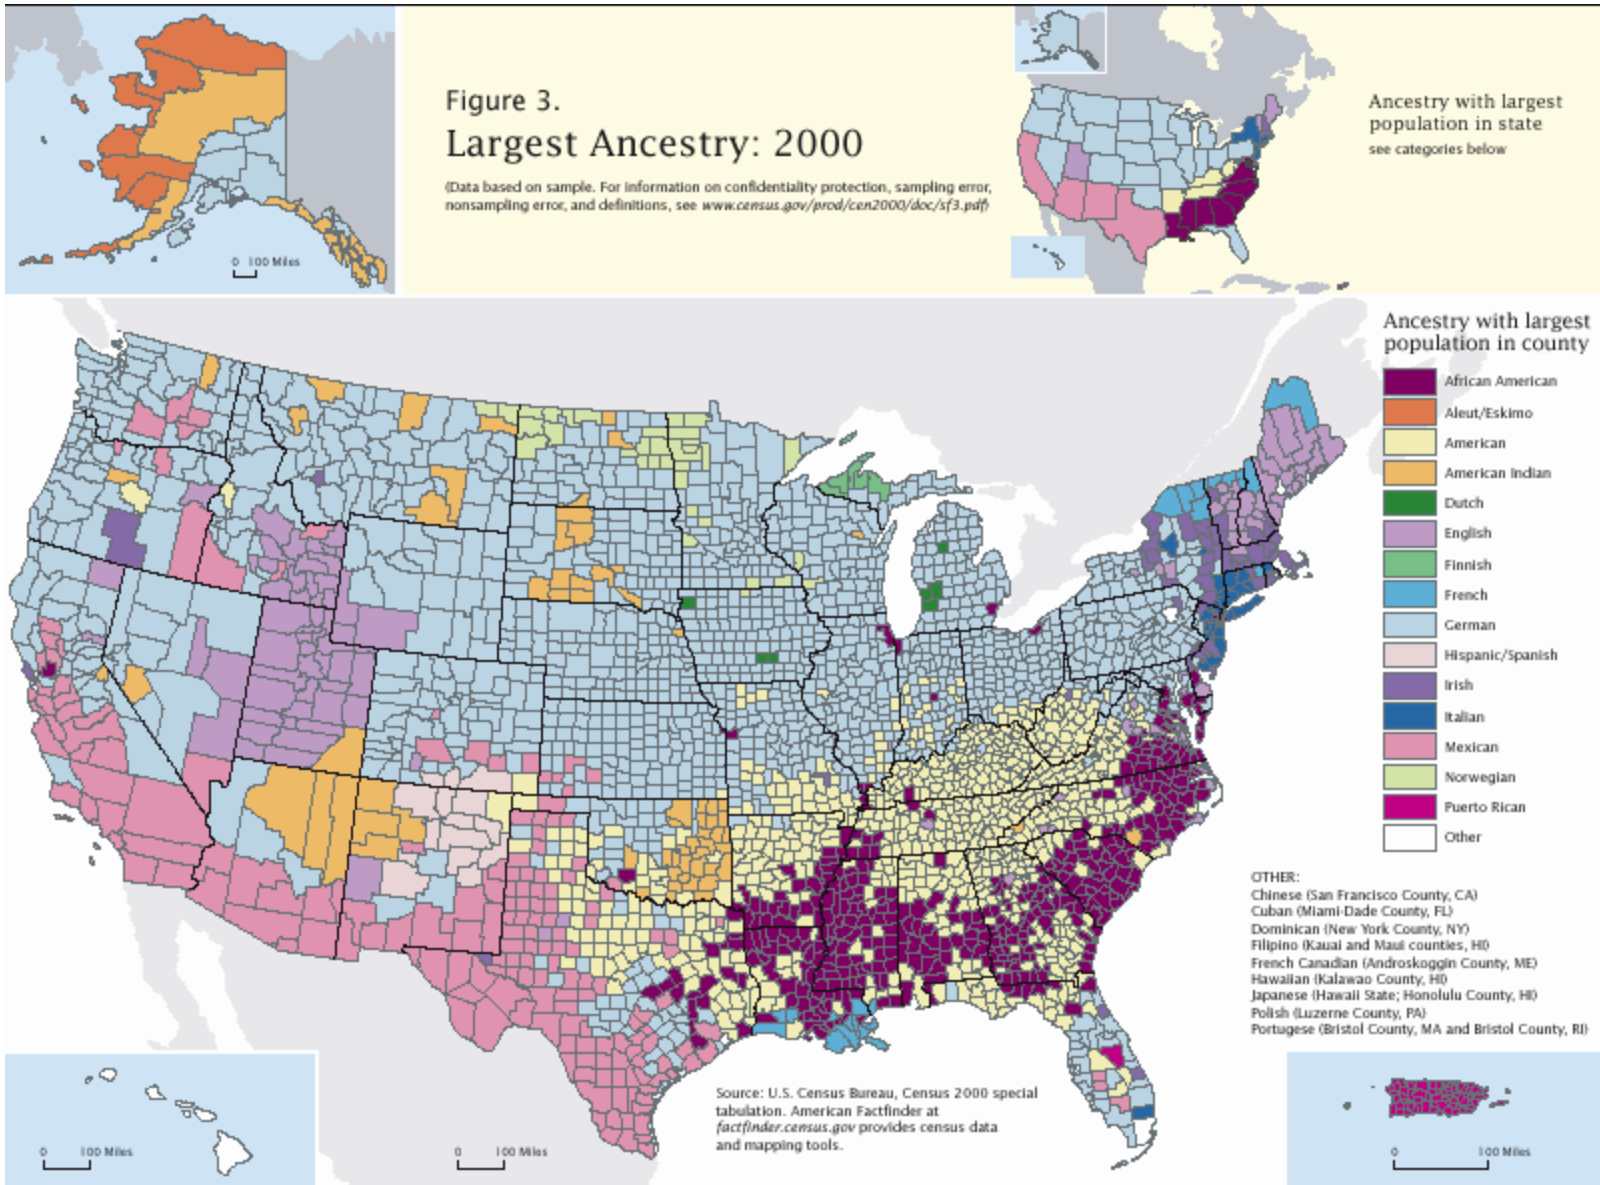 Figure 3.
Largest Ancestry: 2000
(Data based on sample. For information on confidentiality protection, sampling error,
nonsampling error, and definitions, see www.census.gov/prod/cen2000/doc/sf3.pdf)
0 100 Miles
Ancestry with largest
population in state
see categories below
Ancestry with largest
population in county
African American
Aleut/Eskimo
American
American Indian
Dutch
English
Finnish
French
German
Hispanic/Spanish
Irish
Italian
Mexican
Norwegian
Puerto Rican
Other
OTHER:
Chinese (San Francisco County, CA)
Cuban (Miami-Dade County, FL)
Dominican (New York County, NY)
Filipino (Kauai and Maui counties, HI)
French Canadian (Androskoggin County, ME)
Hawaiian (Kalawao County, HI)
Japanese (Hawaii State; Honolulu County, HI)
Polish (Luzerne County, PA)
Portugese (Bristol County, MA and Bristol County, RI)
Source: U.S. Census Bureau, Census 2000 special
tabulation. American Factfinder at
factfinder.census.gov provides census data
and mapping tools.
0 100 Miles
0 100 Miles
0 100 Miles